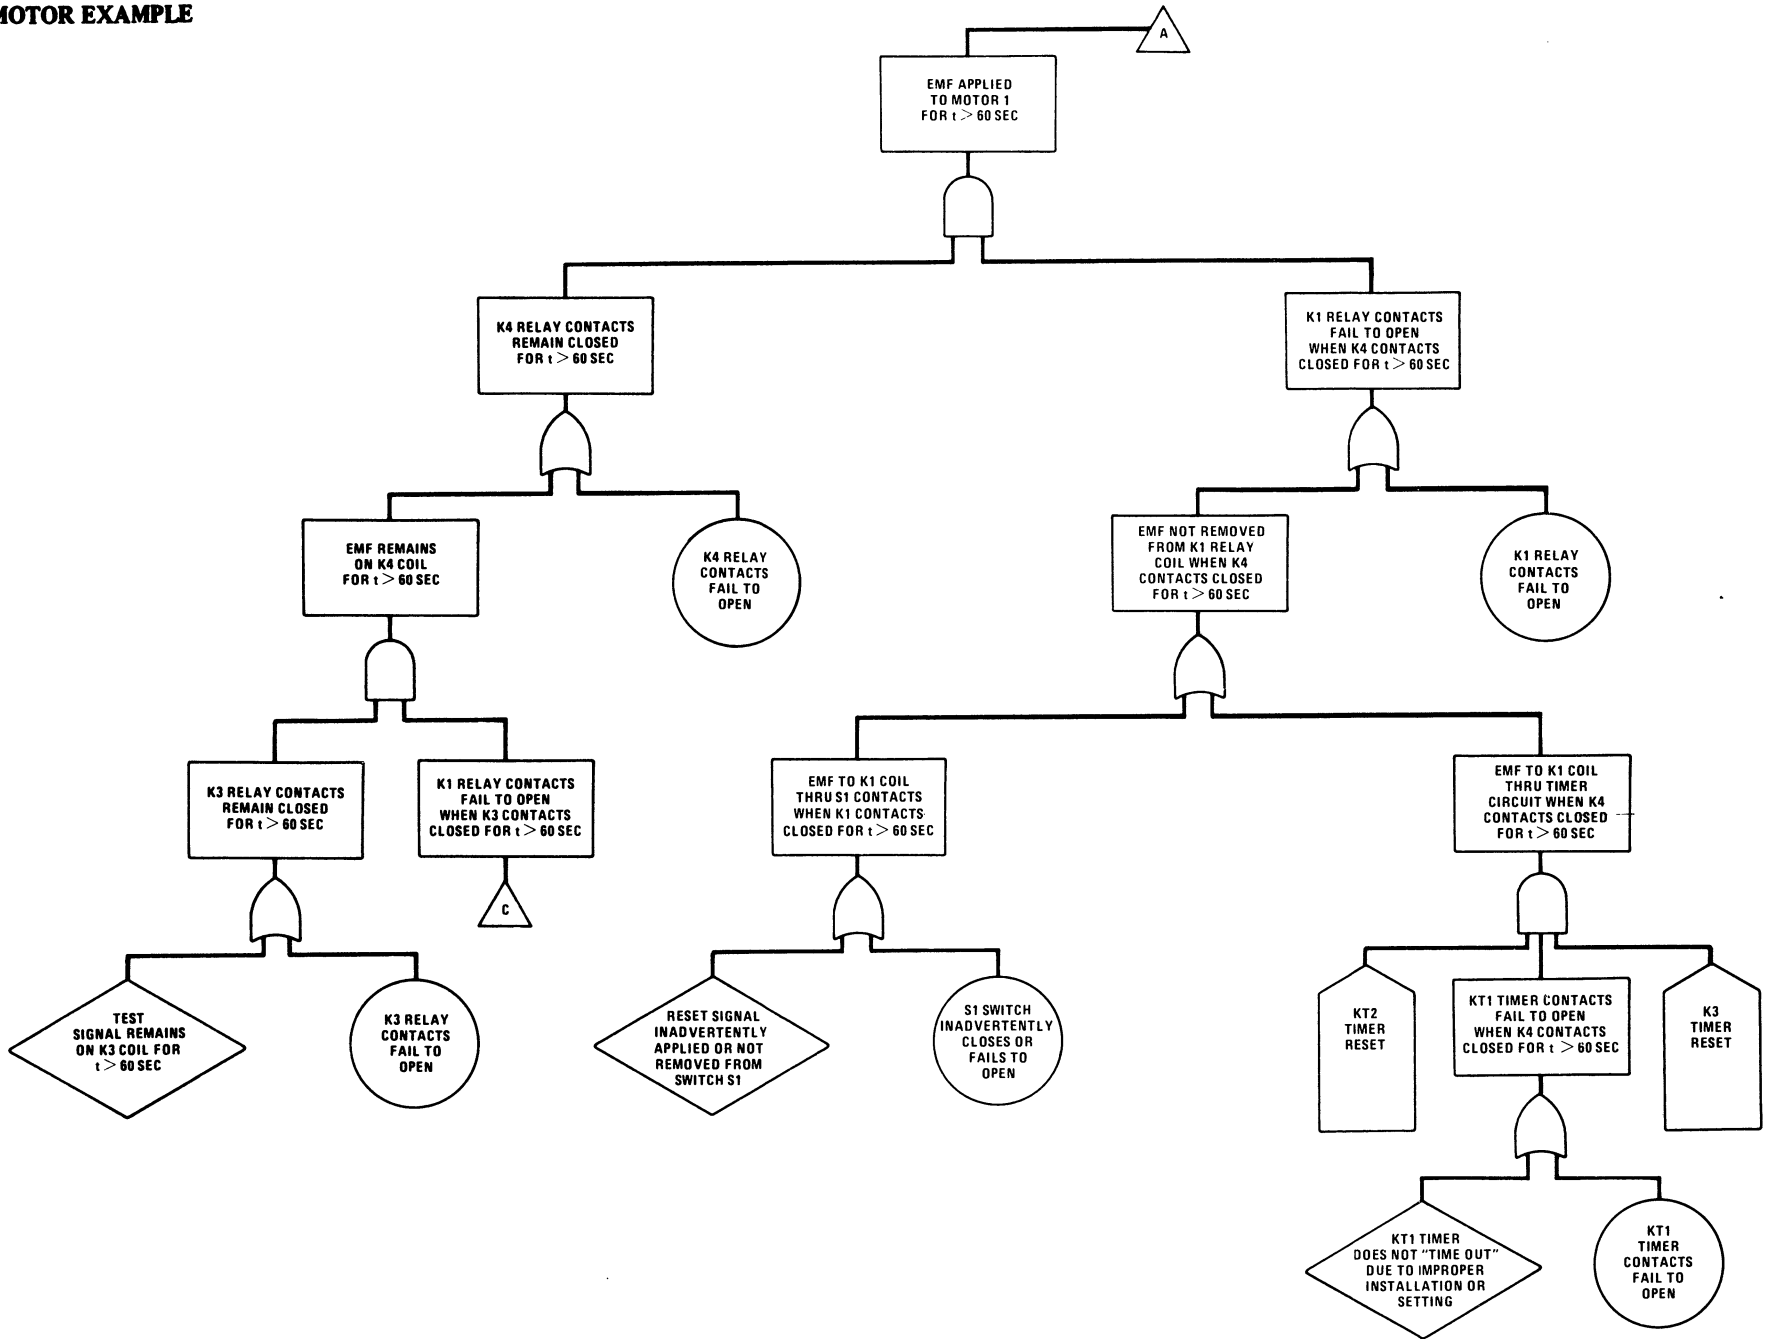 MOTOR EXAMPLE
A
EMF APPLIED
TO MOTOR 1
FOR t > 60 SEC
K4 RELAY CONTACTS
REMAIN CLOSED
FOR t > 60 SEC
K1 RELAY CONTACTS
FAIL TO OPEN
WHEN K4 CONTACTS
CLOSED FOR t > 60 SEC
EMF REMAINS
ON K4 COIL
FOR t > 60 SEC
K4 RELAY
CONTACTS
FAIL TO
OPEN
EMF NOT REMOVED
FROM K1 RELAY
COIL WHEN K4
CONTACTS CLOSED
FOR t > 60 SEC
K1 RELAY
CONTACTS
FAIL TO
OPEN
K3 RELAY CONTACTS
REMAIN CLOSED
FOR t > 60 SEC
K1 RELAY CONTACTS
FAIL TO OPEN
WHEN K3 CONTACTS
CLOSED FOR t > 60 SEC
C
EMF TO K1 COIL
THRU S1 CONTACTS
WHEN K1 CONTACTS
CLOSED FOR t > 60 SEC
EMF TO K1 COIL
THRU TIMER
CIRCUIT WHEN K4
CONTACTS CLOSED
FOR t > 60 SEC
TEST
SIGNAL REMAINS
ON K3 COIL FOR
t > 60 SEC
K3 RELAY
CONTACTS
FAIL TO
OPEN
RESET SIGNAL
INADVERTENTLY
APPLIED OR NOT
REMOVED FROM
SWITCH S1
S1 SWITCH
INADVERTENTLY
CLOSES OR
FAILS TO
OPEN
KT2
TIMER
RESET
KT1 TIMER CONTACTS
FAIL TO OPEN
WHEN K4 CONTACTS
CLOSED FOR t > 60 SEC
K3
TIMER
RESET
KT1 TIMER
DOES NOT "TIME OUT"
DUE TO IMPROPER
INSTALLATION OR
SETTING
KT1
TIMER
CONTACTS
FAIL TO
OPEN